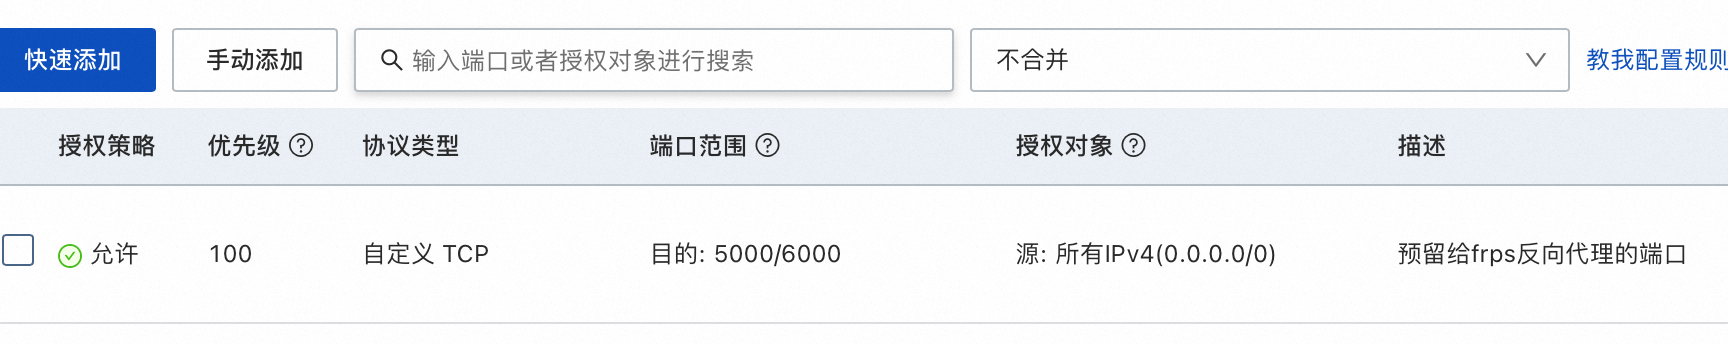 快速添加 手动添加 输入端口或者授权对象进行搜索 不合并 教我配置规则
授权策略 优先级 ? 协议类型 端口范围 ? 授权对象 ? 描述
允许 100 自定义 TCP 目的: 5000/6000 源: 所有IPv4(0.0.0.0/0) 预留给frps反向代理的端口